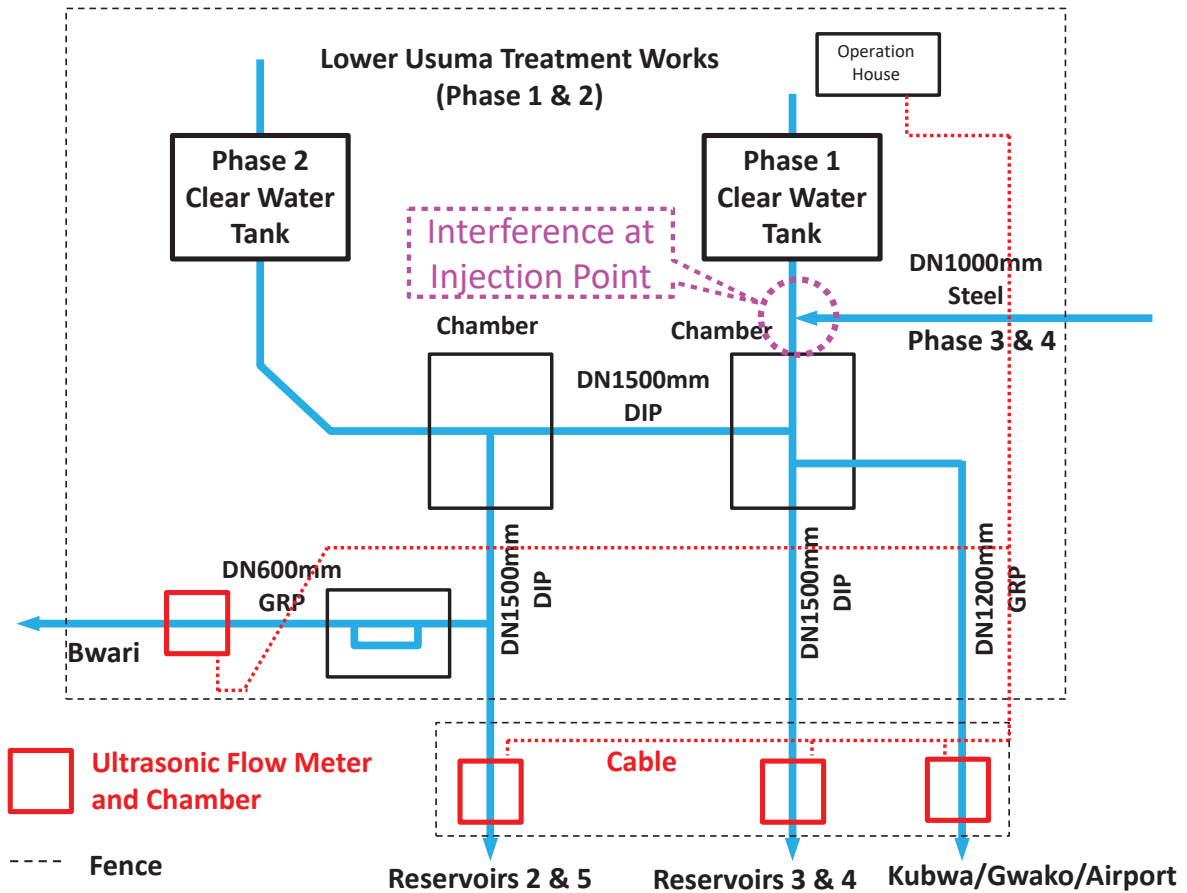 Lower Usuma Treatment Works
(Phase 1 & 2)
Operation
House
Phase 2
Clear Water
Tank
Phase 1
Clear Water
Tank
Interference at
Injection Point
DN1000mm
Steel
Phase 3 & 4
Chamber
Chamber
DN1500mm
DIP
DN600mm
GRP
DN1500mm
DIP
DN1500mm
DIP
DN1200mm
GRP
Bwari
Ultrasonic Flow Meter
and Chamber
Cable
Fence
Reservoirs 2 & 5
Reservoirs 3 & 4
Kubwa/Gwako/Airport